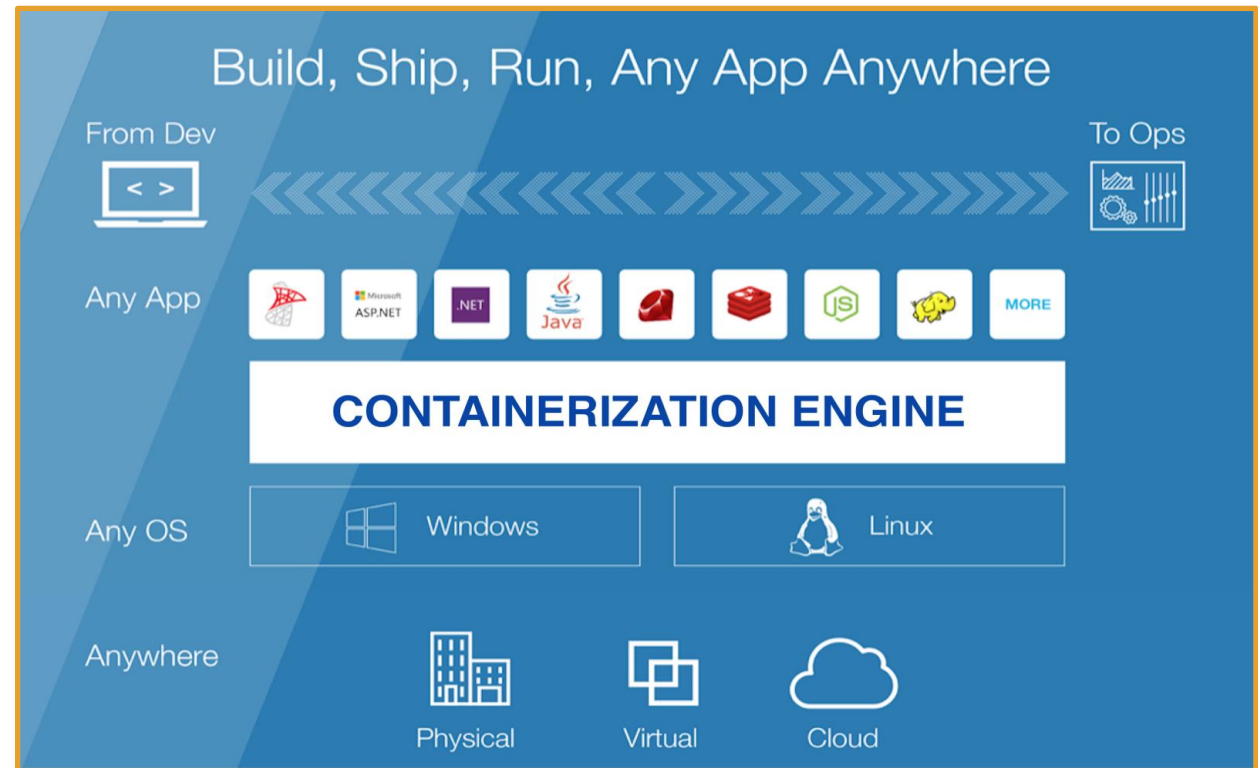 Build, Ship, Run, Any App Anywhere
From Dev
To Ops
< >
Any App
Microsoft
ASP.NET
.NET
Java
JS
MORE
CONTAINERIZATION ENGINE
Any OS
Windows
Linux
Anywhere
Physical
Virtual
Cloud